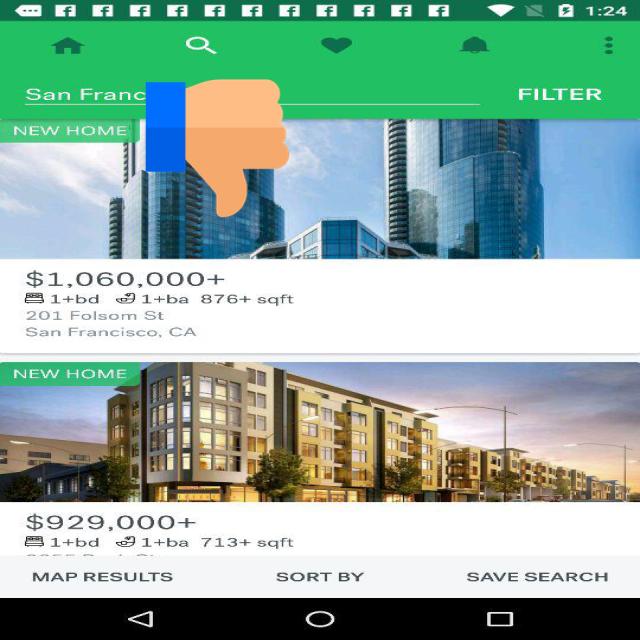 1:24
San Franc
FILTER
NEW HOME
$1,060,000+
1+bd 1+ba 876+ sqft
201 Folsom St
San Francisco, CA
NEW HOME
$929,000+
1+bd 1+ba 713+ sqft
MAP RESULTS SORT BY SAVE SEARCH